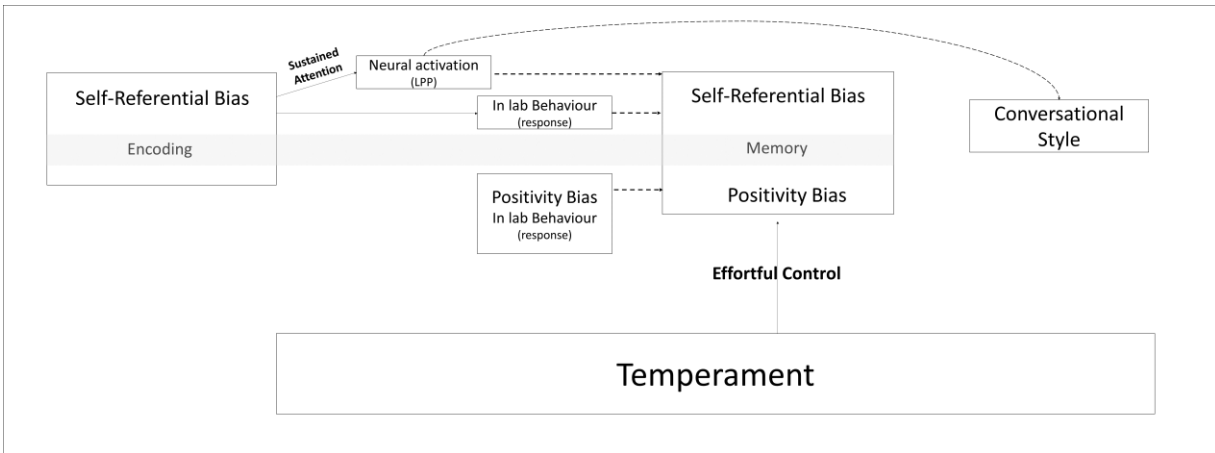 Sustained
Attention
Neural activation
(LPP)
Self-Referential Bias
Self-Referential Bias
In lab Behaviour
(response)
Conversational
Style
Encoding
Memory
Positivity Bias
In lab Behaviour
(response)
Positivity Bias
Effortful Control
Temperament